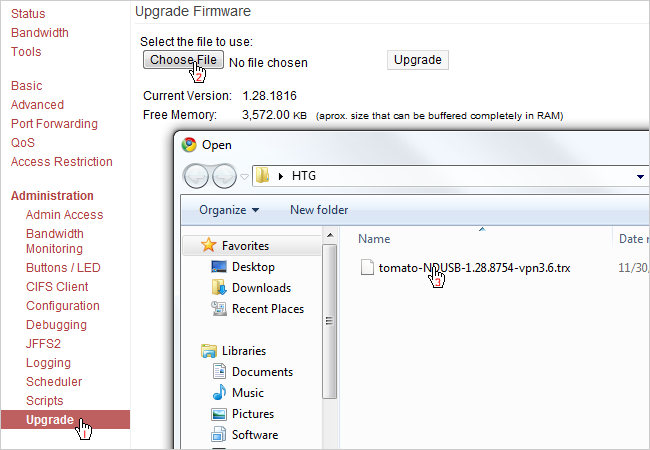 Status
Bandwidth
Tools
Basic
Advanced
Port Forwarding
QoS
Access Restriction
Administration
Admin Access
Bandwidth
Monitoring
Buttons / LED
CIFS Client
Configuration
Debugging
JFFS2
Logging
Scheduler
Scripts
Upgrade
1
Upgrade Firmware
Select the file to use:
Choose File No file chosen Upgrade
2
Current Version: 1.28.1816
Free Memory: 3,572.00 KB (aprox. size that can be buffered completely in RAM)
Open
HTG
Organize New folder
Favorites
Desktop
Downloads
Recent Places
Libraries
Documents
Music
Pictures
Software
Name Date
tomato-NDUSB-1.28.8754-vpn3.6.trx 11/30,
3